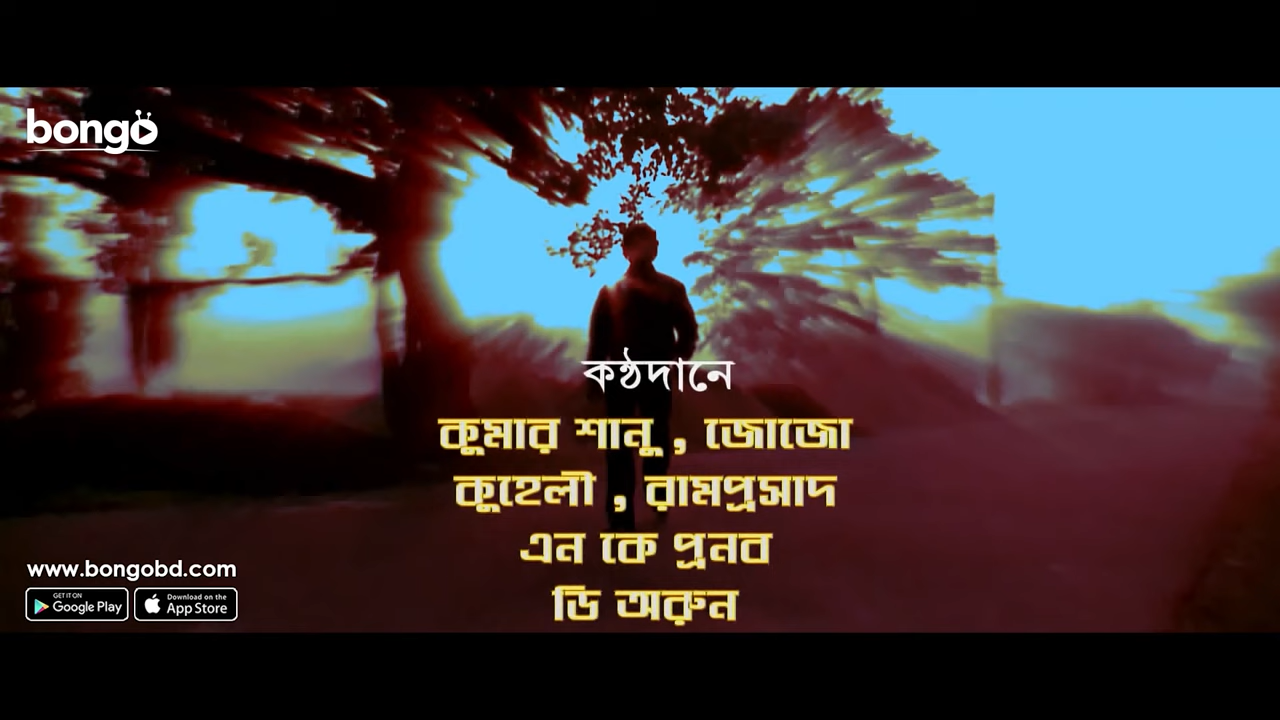 bongo
কণ্ঠদানে
কুমার শানু , জোজো
কুহেলী , রামপ্রসাদ
এন কে প্রনব
ডি অরুন
www.bongobd.com
GET IT ON
Google Play
Download on the
App Store